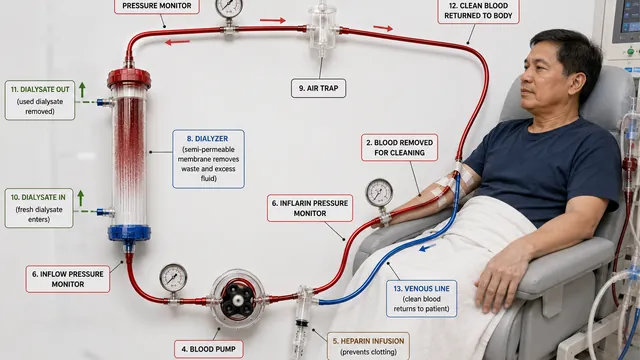 PRESSURE MONITOR
12. CLEAN BLOOD
RETURNED TO BODY
9. AIR TRAP
11. DIALYSATE OUT
(used dialysate
removed)
8. DIALYZER
(semi-permeable
membrane removes
waste and excess
fluid)
2. BLOOD REMOVED
FOR CLEANING
10. DIALYSATE IN
(fresh dialysate
enters)
6. INFLARIN PRESSURE
MONITOR
6. INFLOW PRESSURE
MONITOR
13. VENOUS LINE
(clean blood
returns to patient)
4. BLOOD PUMP
5. HEPARIN INFUSION
(prevents clotting)